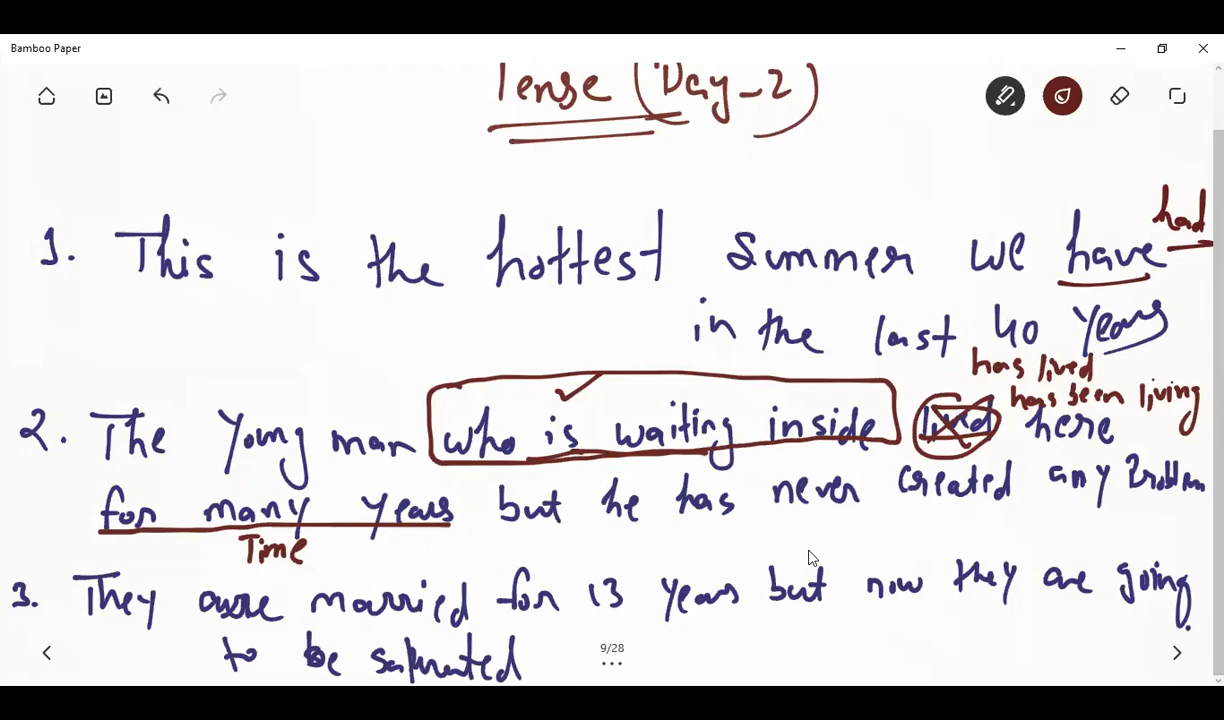 Bamboo Paper
Tense (Day-2)
had
1. This is the hottest summer we have
in the last 40 years
has lived
has been living
2. The Young man who is waiting inside lived here
for many years but he has never created any Problem
Time
3. They are married for 13 years but now they are going
to be
9/28